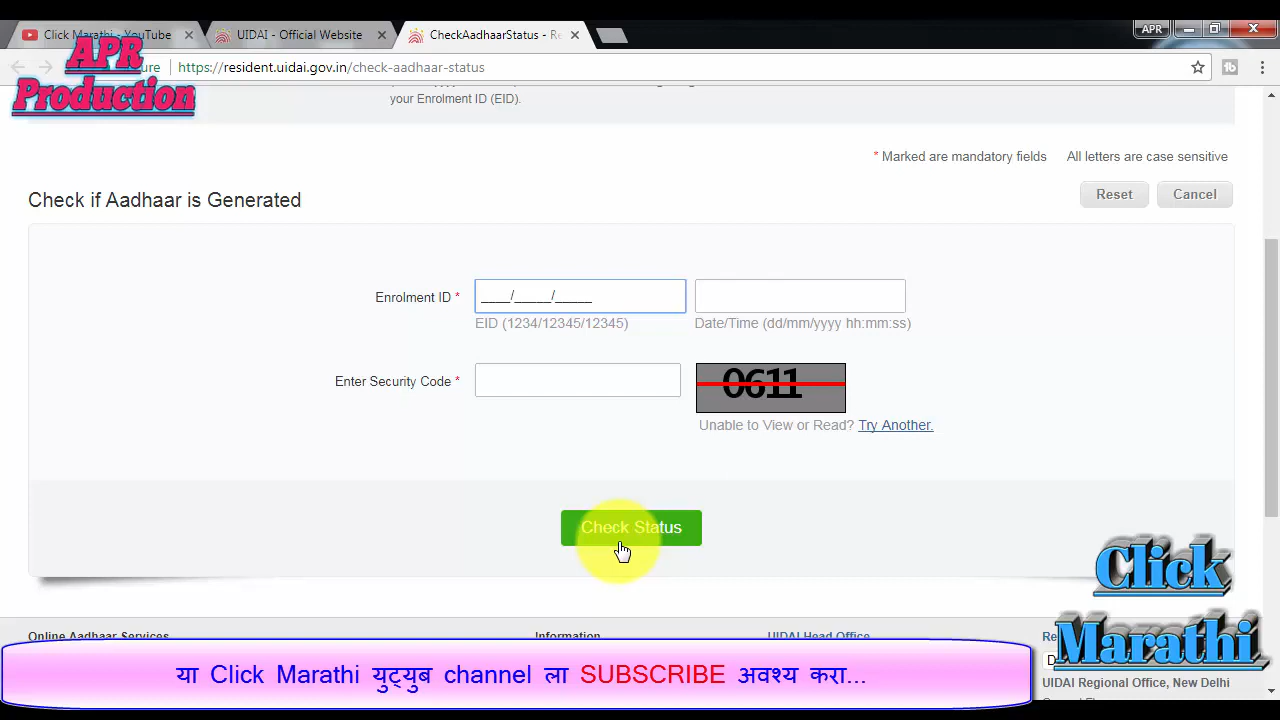 Click Marathi - YouTube
UIDAI - Official Website
CheckAadhaarStatus - Re
APR
https://resident.uidai.gov.in/check-aadhaar-status
APR
Production
your Enrolment ID (EID).
* Marked are mandatory fields All letters are case sensitive
Check if Aadhaar is Generated
Reset
Cancel
Enrolment ID *
____/_____/_____
EID (1234/12345/12345)
Date/Time (dd/mm/yyyy hh:mm:ss)
Enter Security Code *
0611
Unable to View or Read? Try Another.
Check Status
Click
Marathi
Online Aadhaar Services
Information
UIDAI Head Office
UIDAI Regional Office, New Delhi
या Click Marathi युट्युब channel ला SUBSCRIBE अवश्य करा...